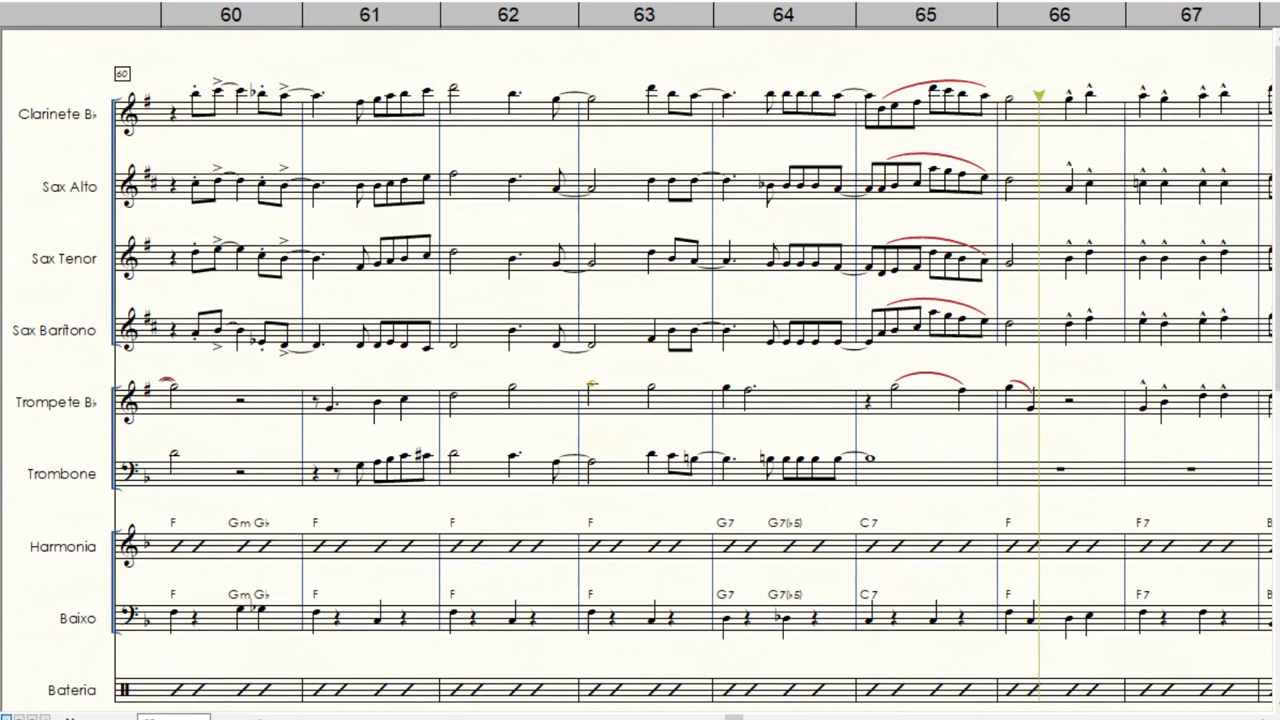 60 61 62 63 64 65 66 67
60
Clarinete B♭
Sax Alto
Sax Tenor
Sax Barítono
Trompete B♭
Trombone
F Gm G♭ F F F G7 G7(♭5) C7 F F7 B
Harmonia
F Gm G♭ F F F G7 G7(♭5) C7 F F7 B
Baixo
Bateria